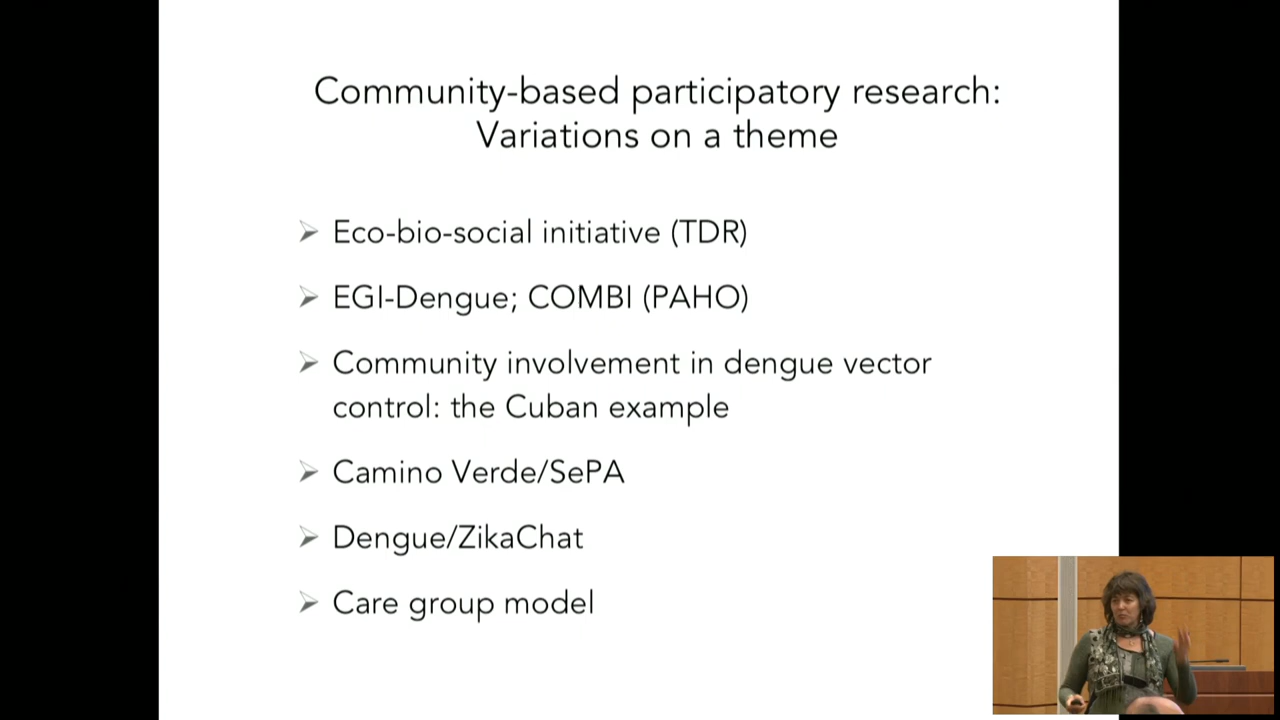 Community-based participatory research:
Variations on a theme
Eco-bio-social initiative (TDR)
EGI-Dengue; COMBI (PAHO)
Community involvement in dengue vector
control: the Cuban example
Camino Verde/SePA
Dengue/ZikaChat
Care group model